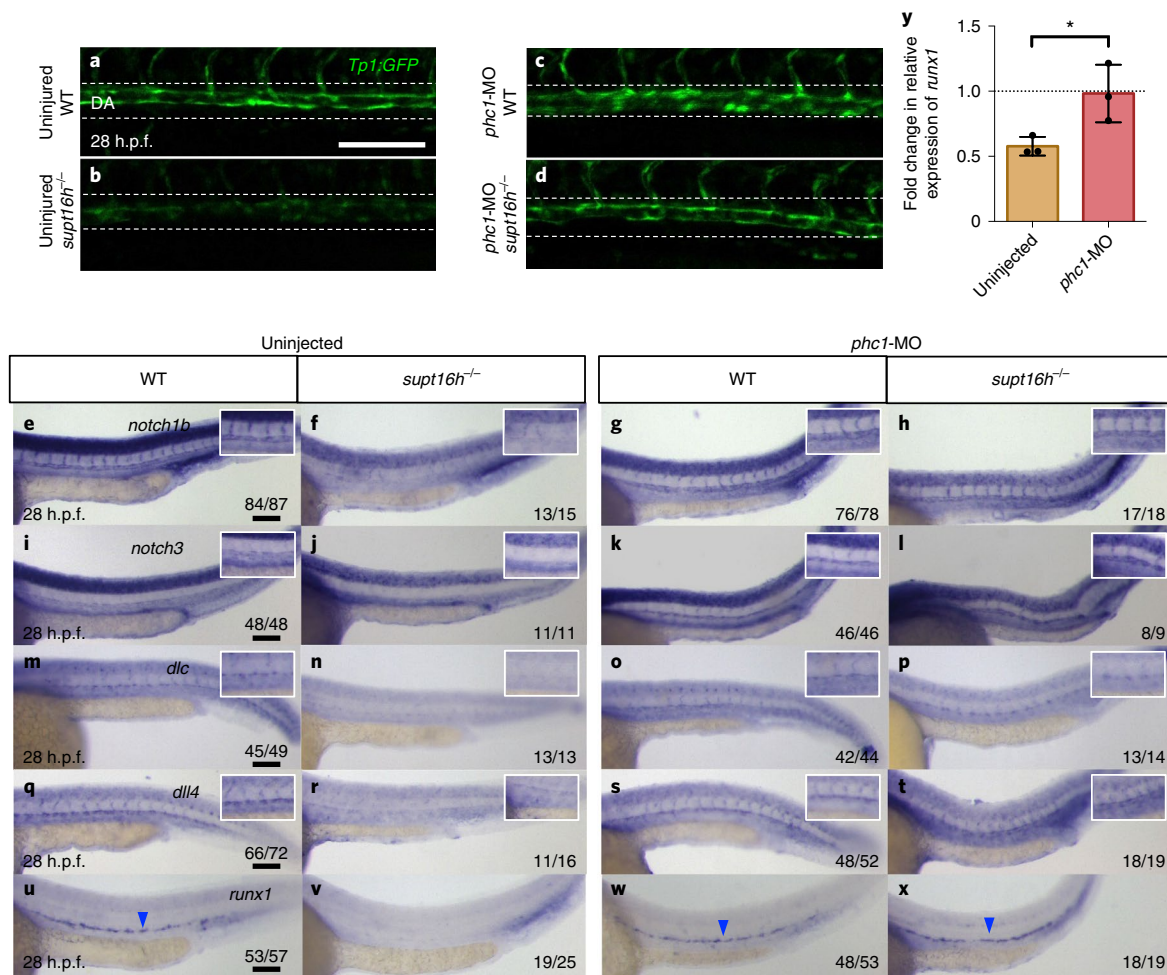 Uninjured
WT
a
Tp1:GFP
DA
28 h.p.f.
Uninjured
supt16h–/–
b
phc1-MO
WT
c
phc1-MO
supt16h–/–
d
y
Fold change in relative
expression of runx1
1.5
1.0
0.5
0
*
Uninjected
phc1-MO
Uninjected
phc1-MO
WT
supt16h–/–
WT
supt16h–/–
e
notch1b
28 h.p.f.
84/87
f
13/15
g
76/78
h
17/18
i
notch3
28 h.p.f.
48/48
j
11/11
k
46/46
l
8/9
m
dlc
28 h.p.f.
45/49
n
13/13
o
42/44
p
13/14
q
dll4
28 h.p.f.
66/72
r
11/16
s
48/52
t
18/19
u
runx1
28 h.p.f.
53/57
v
19/25
w
48/53
x
18/19